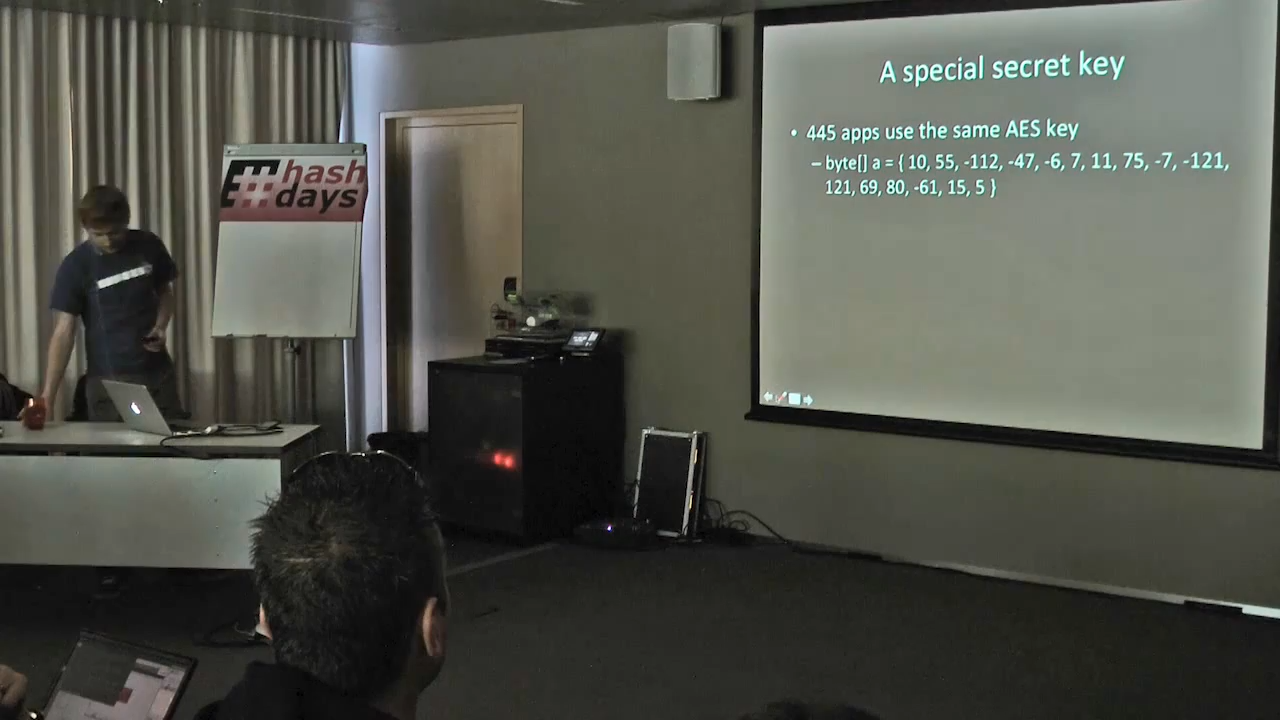 A special secret key
• 445 apps use the same AES key
– byte[] a = { 10, 55, -112, -47, -6, 7, 11, 75, -7, -121,
121, 69, 80, -61, 15, 5 }
hash
days